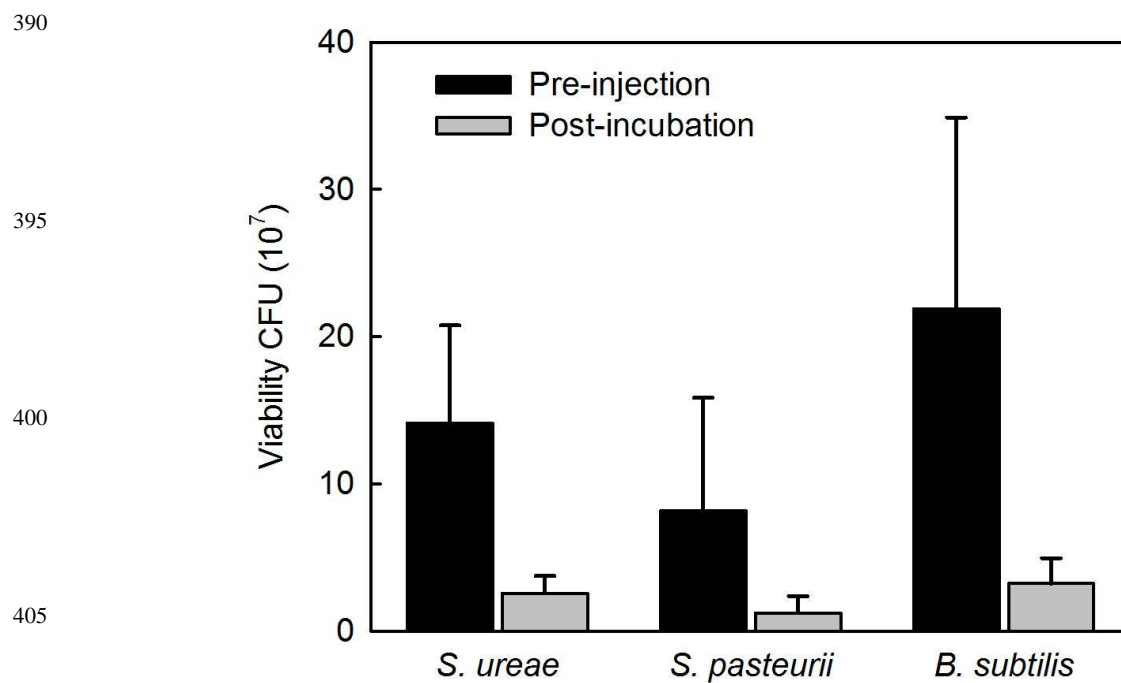 390
40
Pre-injection
Post-incubation
30
395
Viability CFU (10⁷)
20
400
10
405
0
S. ureae S. pasteurii B. subtilis